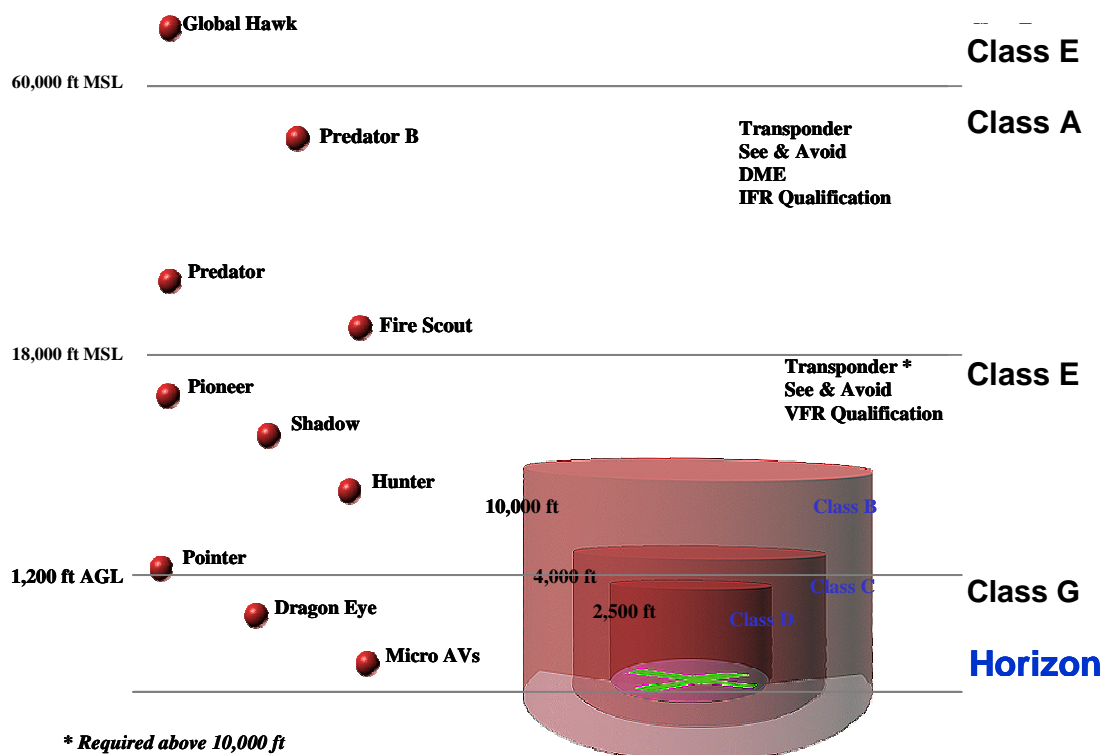 Global Hawk
Class E
60,000 ft MSL
Class A
Predator B
Transponder
See & Avoid
DME
IFR Qualification
Predator
Fire Scout
18,000 ft MSL
Transponder *
See & Avoid
VFR Qualification
Class E
Pioneer
Shadow
Hunter
10,000 ft
Class B
Pointer
1,200 ft AGL
4,000 ft
Class C
Class G
Dragon Eye
2,500 ft
Class D
Micro AVs
Horizon
* Required above 10,000 ft